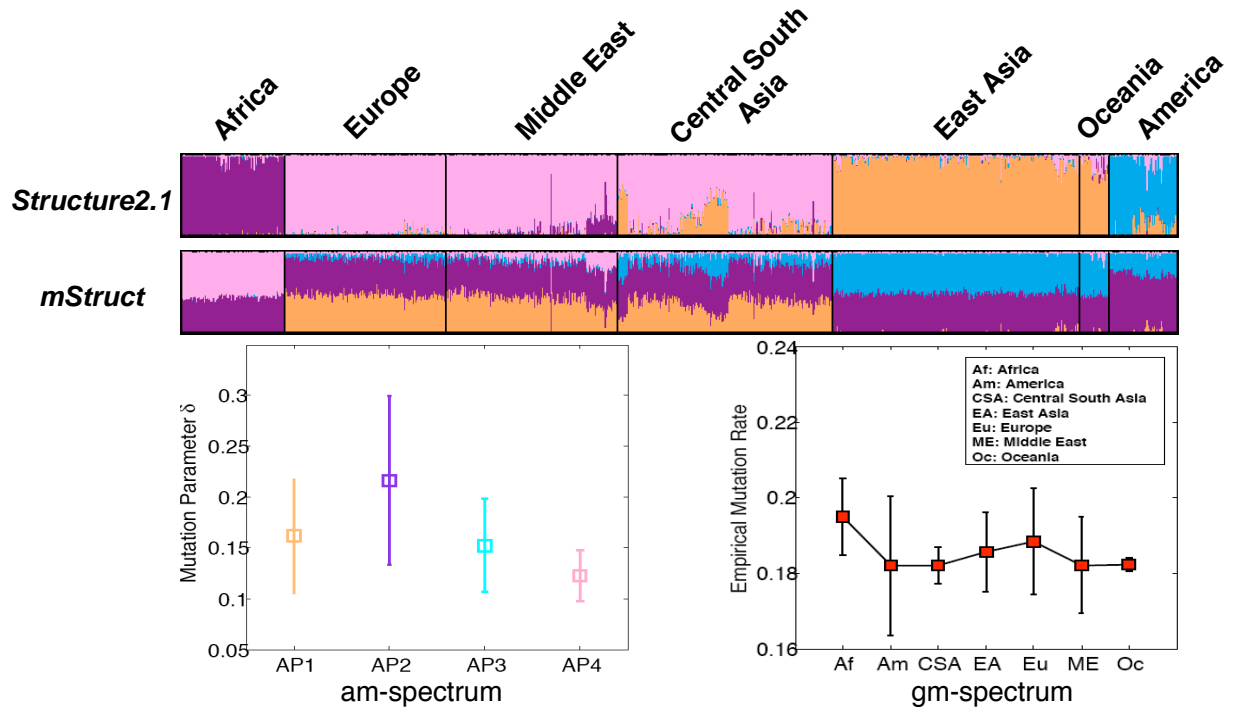 Africa
Europe
Middle East
Central South
Asia
East Asia
Oceania
America
Structure2.1
mStruct
Mutation Parameter δ
0.3
0.25
0.2
0.15
0.1
0.05
AP1 AP2 AP3 AP4
am-spectrum
Empirical Mutation Rate
0.24
0.22
0.2
0.18
0.16
Af: Africa
Am: America
CSA: Central South Asia
EA: East Asia
Eu: Europe
ME: Middle East
Oc: Oceania
Af Am CSA EA Eu ME Oc
gm-spectrum